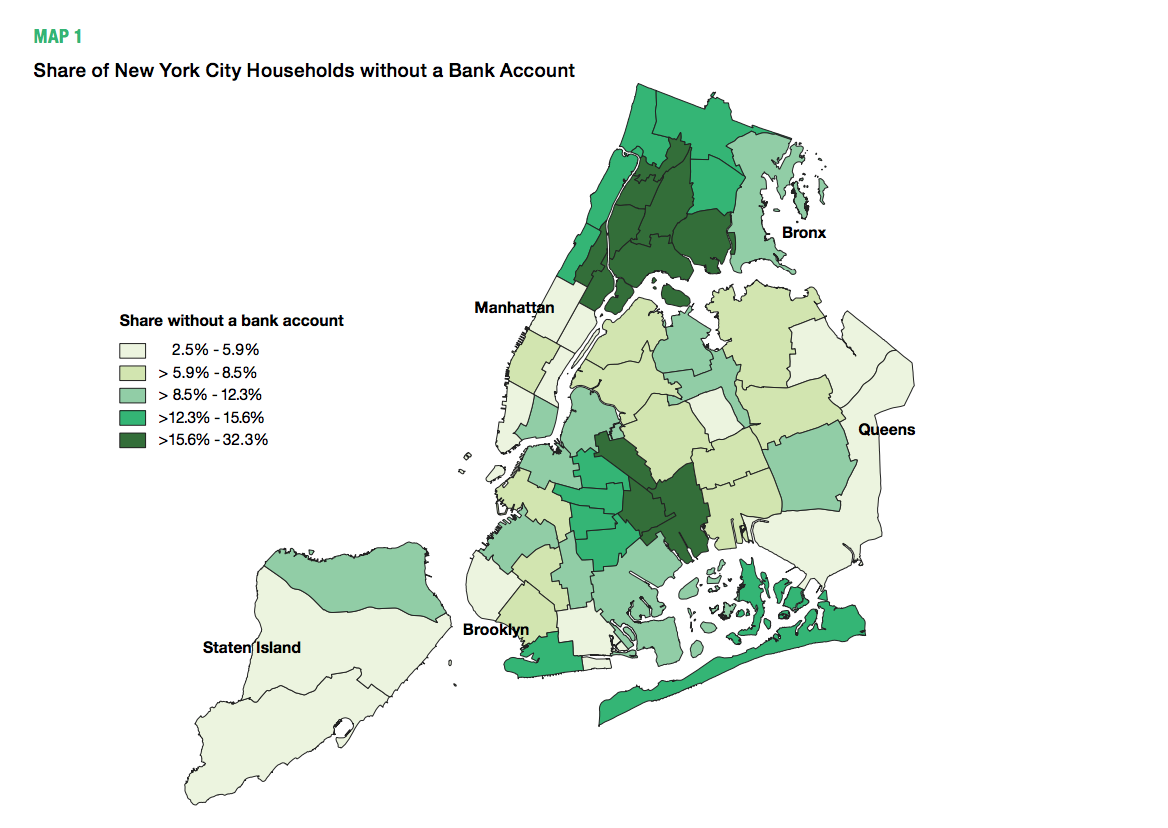 MAP 1
Share of New York City Households without a Bank Account
Bronx
Manhattan
Share without a bank account
2.5% - 5.9%
> 5.9% - 8.5%
> 8.5% - 12.3%
>12.3% - 15.6%
>15.6% - 32.3%
Queens
Brooklyn
Staten Island